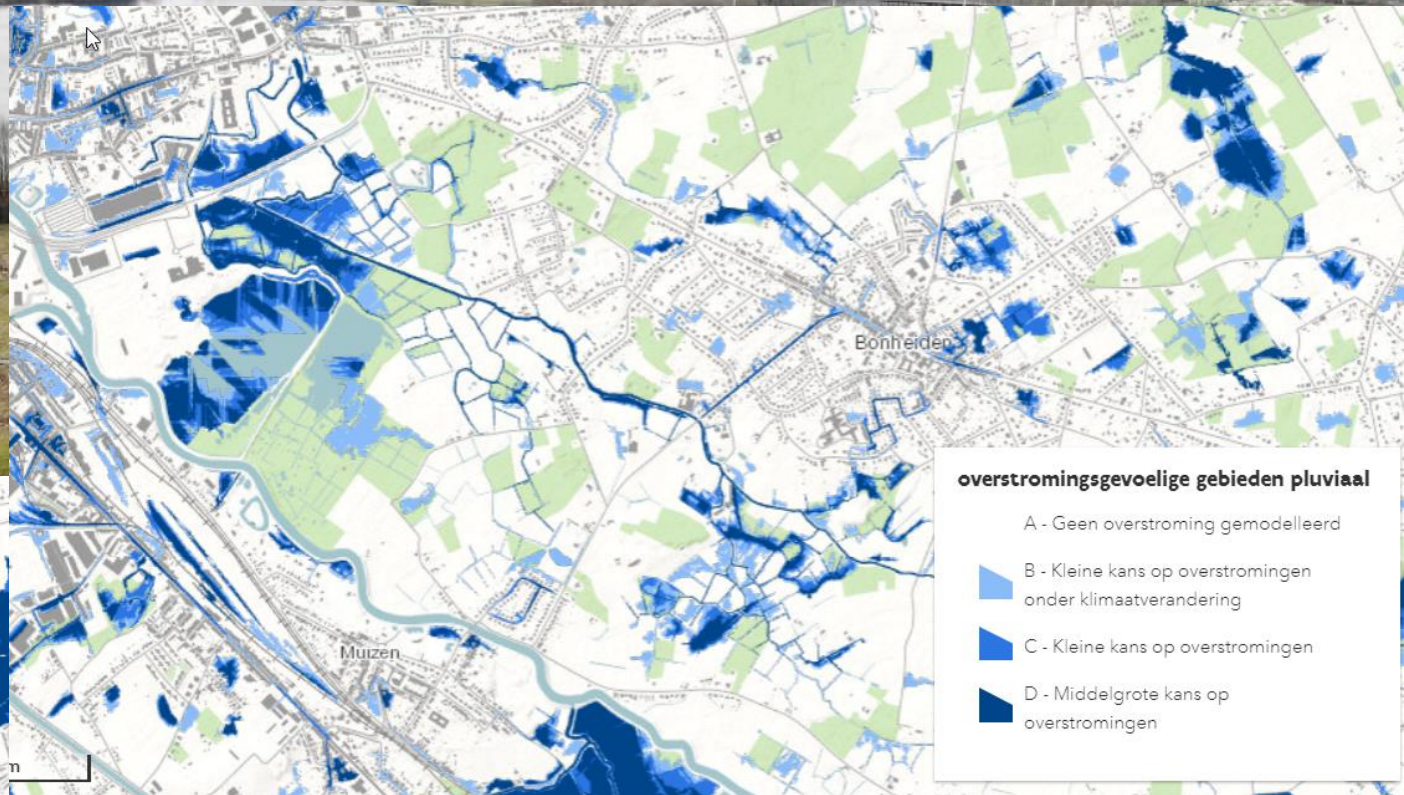 Bonheiden
Muizen
overstromingsgevoelige gebieden pluviaal
A - Geen overstroming gemodelleerd
B - Kleine kans op overstromingen
onder klimaatverandering
C - Kleine kans op overstromingen
D - Middelgrote kans op
overstromingen
m